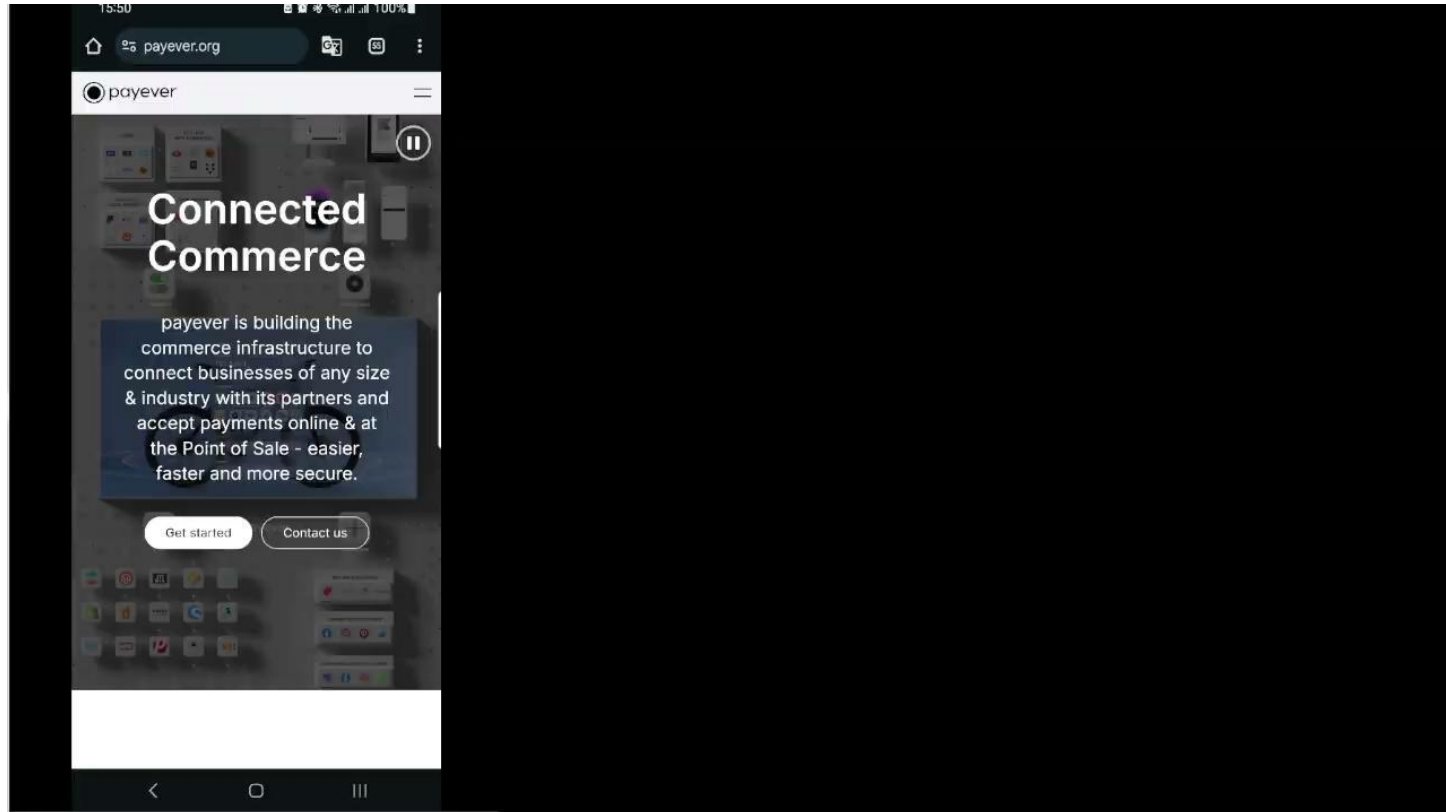 15:50
100%
payever.org
55
payever
Connected
Commerce
payever is building the
commerce infrastructure to
connect businesses of any size
& industry with its partners and
accept payments online & at
the Point of Sale - easier,
faster and more secure.
Get started
Contact us